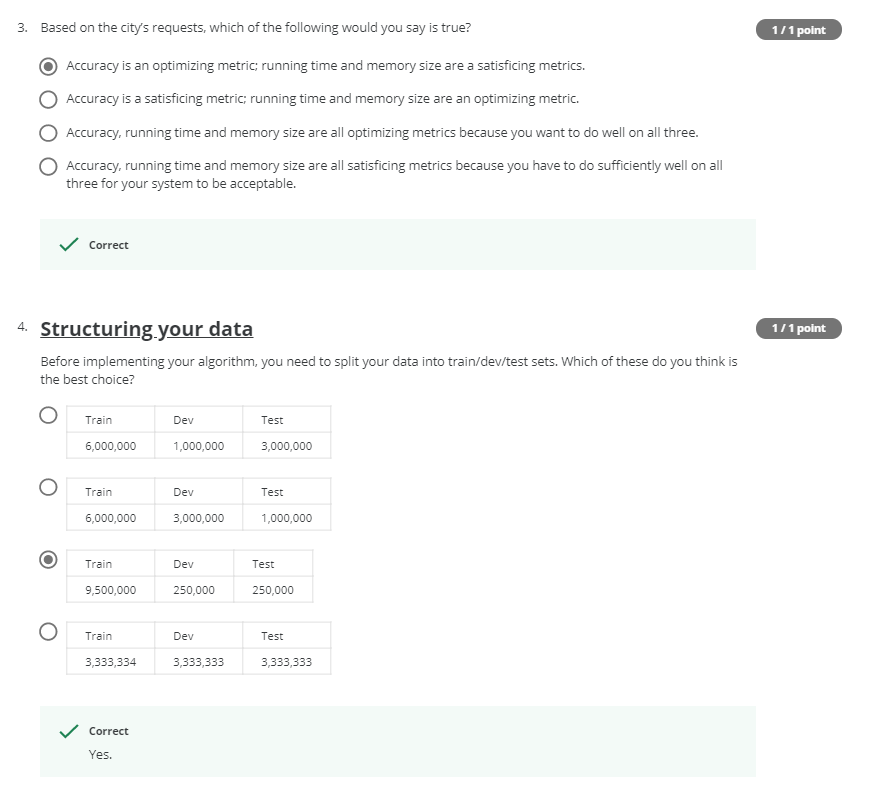 3. Based on the city's requests, which of the following would you say is true?
1 / 1 point
Accuracy is an optimizing metric; running time and memory size are a satisficing metrics.
Accuracy is a satisficing metric; running time and memory size are an optimizing metric.
Accuracy, running time and memory size are all optimizing metrics because you want to do well on all three.
Accuracy, running time and memory size are all satisficing metrics because you have to do sufficiently well on all
three for your system to be acceptable.
Correct
4. Structuring your data
1 / 1 point
Before implementing your algorithm, you need to split your data into train/dev/test sets. Which of these do you think is
the best choice?
Train Dev Test
6,000,000 1,000,000 3,000,000
Train Dev Test
6,000,000 3,000,000 1,000,000
Train Dev Test
9,500,000 250,000 250,000
Train Dev Test
3,333,334 3,333,333 3,333,333
Correct
Yes.